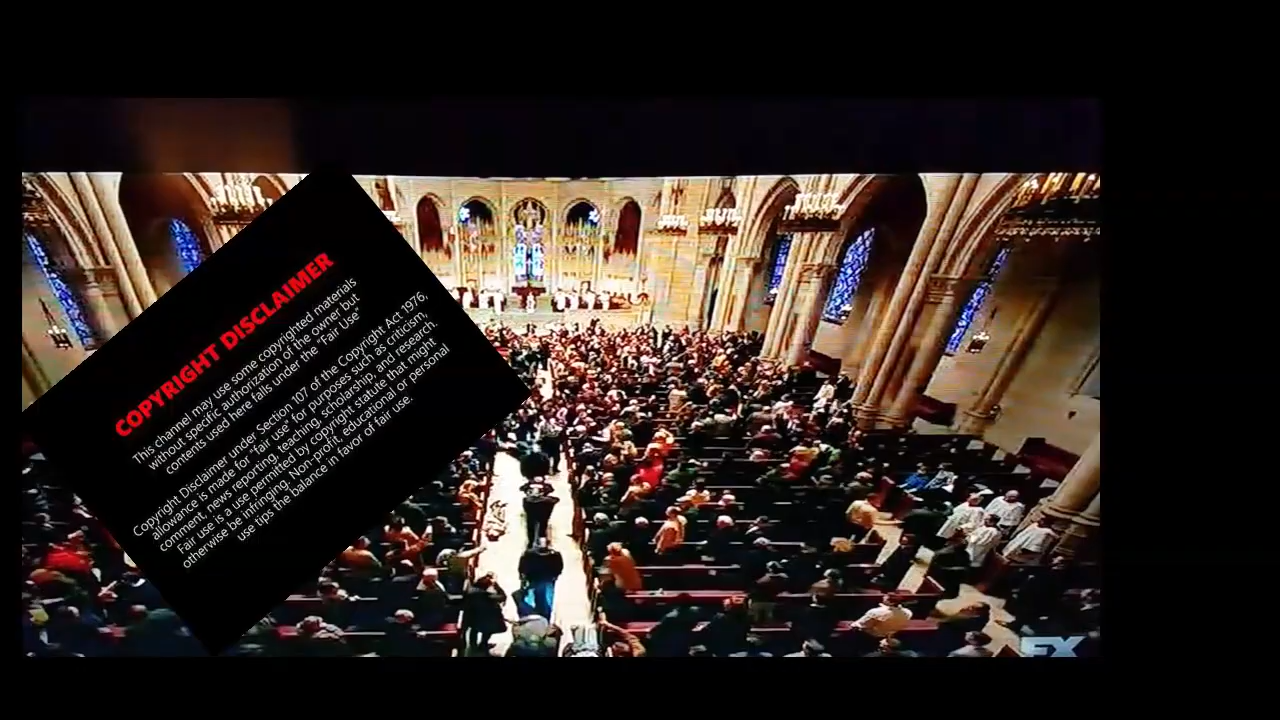 COPYRIGHT DISCLAIMER
This channel may use some copyrighted materials
without specific authorization of the owner but
contents used here falls under the “Fair Use”
Copyright Disclaimer under Section 107 of the Copyright Act 1976,
allowance is made for "fair use" for purposes such as criticism,
comment, news reporting, teaching, scholarship, and research.
Fair use is a use permitted by copyright statute that might
otherwise be infringing. Non-profit, educational or personal
use tips the balance in favor of fair use.
FX